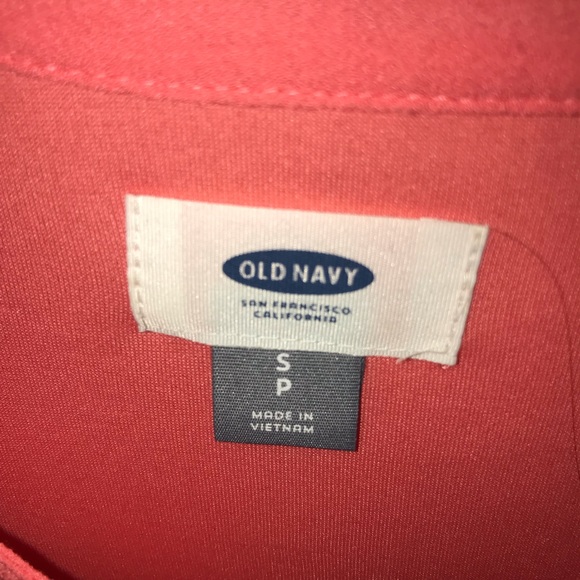 OLD NAVY
SAN FRANCISCO
CALIFORNIA
S
P
MADE IN
VIETNAM